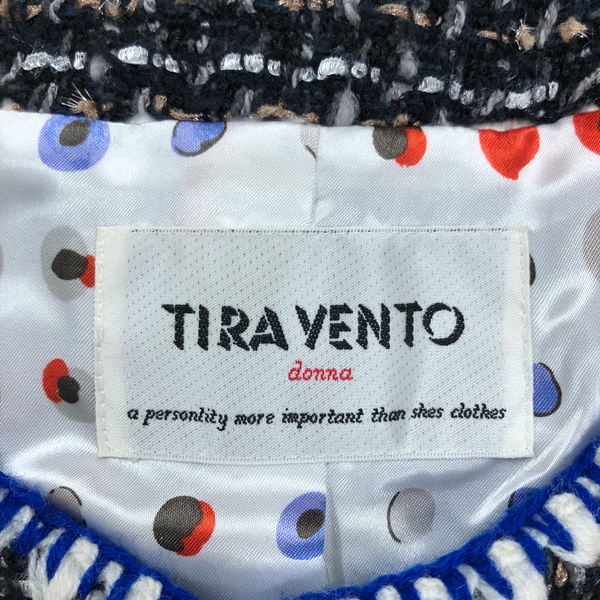 TIRA VENTO
donna
a personlity more important than shes clothes